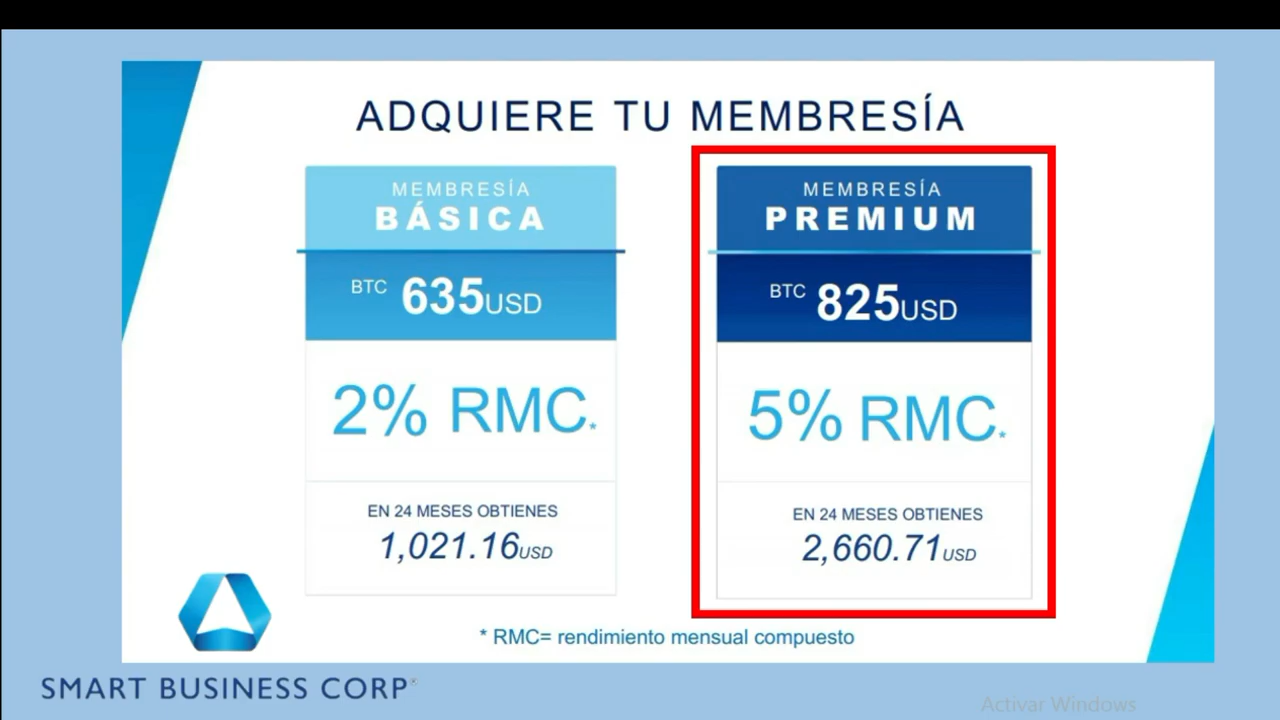 ADQUIERE TU MEMBRESÍA
MEMBRESÍA
BÁSICA
BTC 635USD
2% RMC*
EN 24 MESES OBTIENES
1,021.16USD
MEMBRESÍA
PREMIUM
BTC 825USD
5% RMC*
EN 24 MESES OBTIENES
2,660.71USD
* RMC= rendimiento mensual compuesto
SMART BUSINESS CORP
Activar Windows